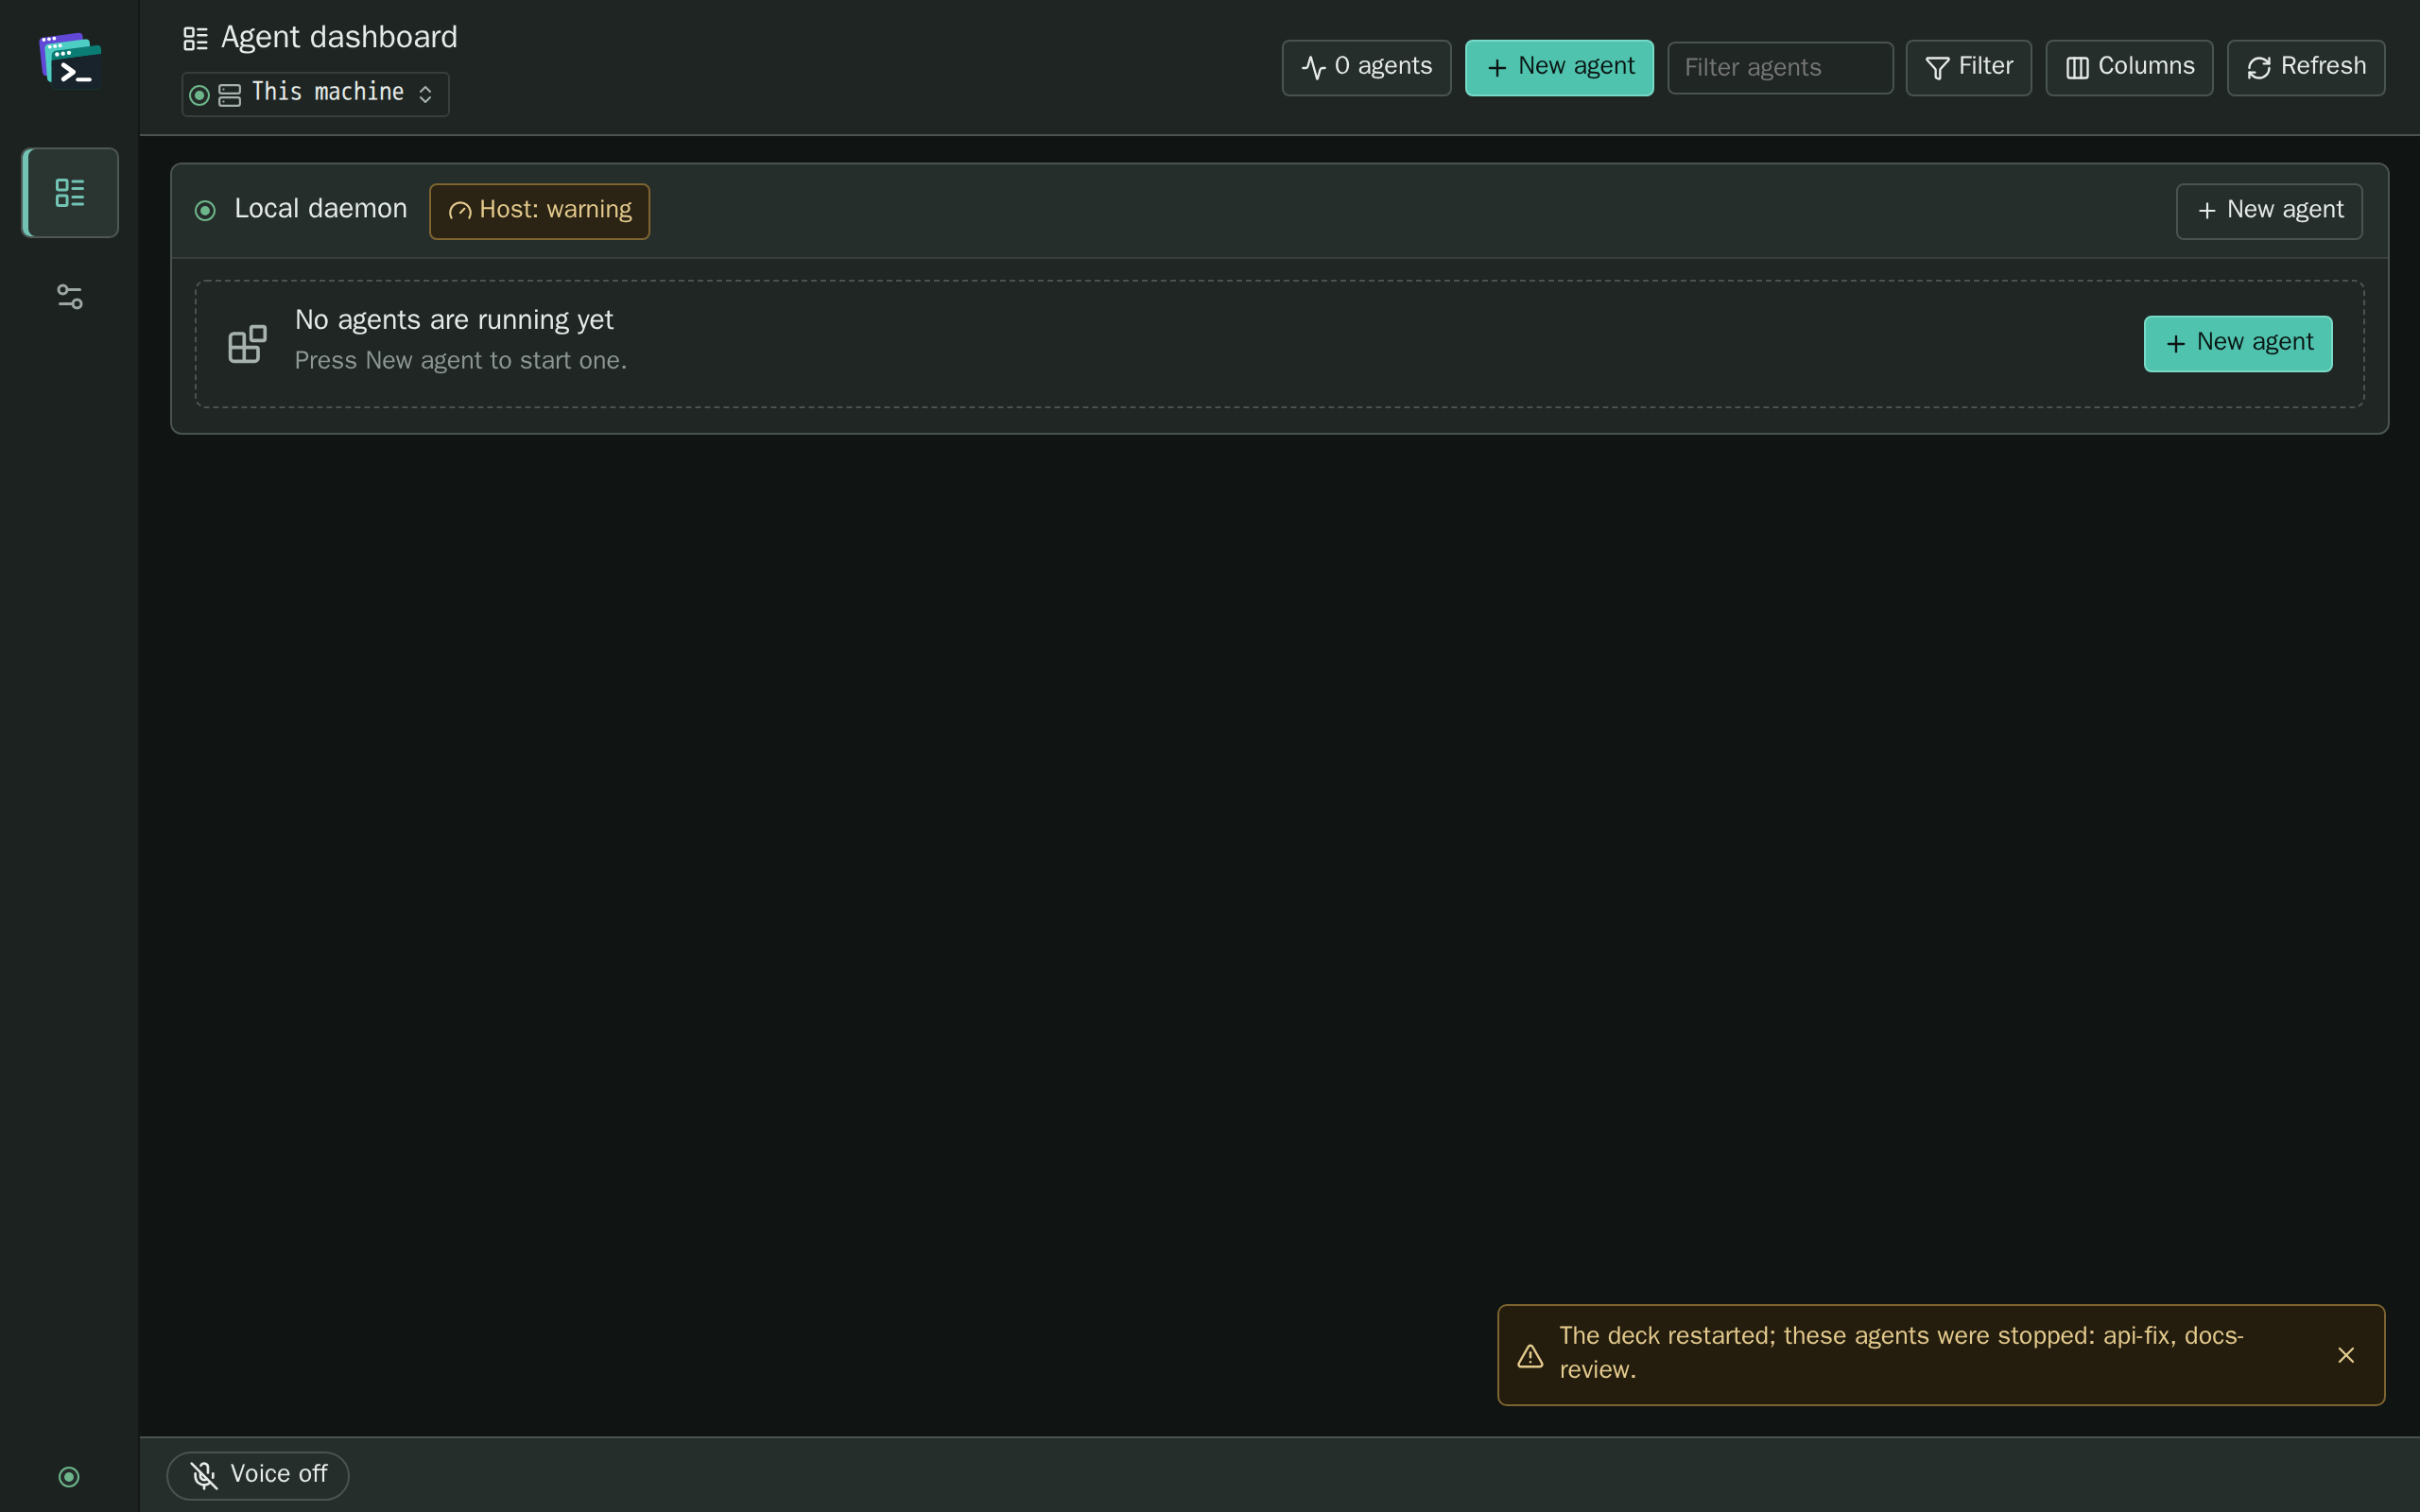 Agent dashboard
This machine
0 agents
New agent
Filter agents
Filter
Columns
Refresh
Local daemon
Host: warning
New agent
No agents are running yet
Press New agent to start one.
New agent
The deck restarted; these agents were stopped: api-fix, docs-
review.
Voice off